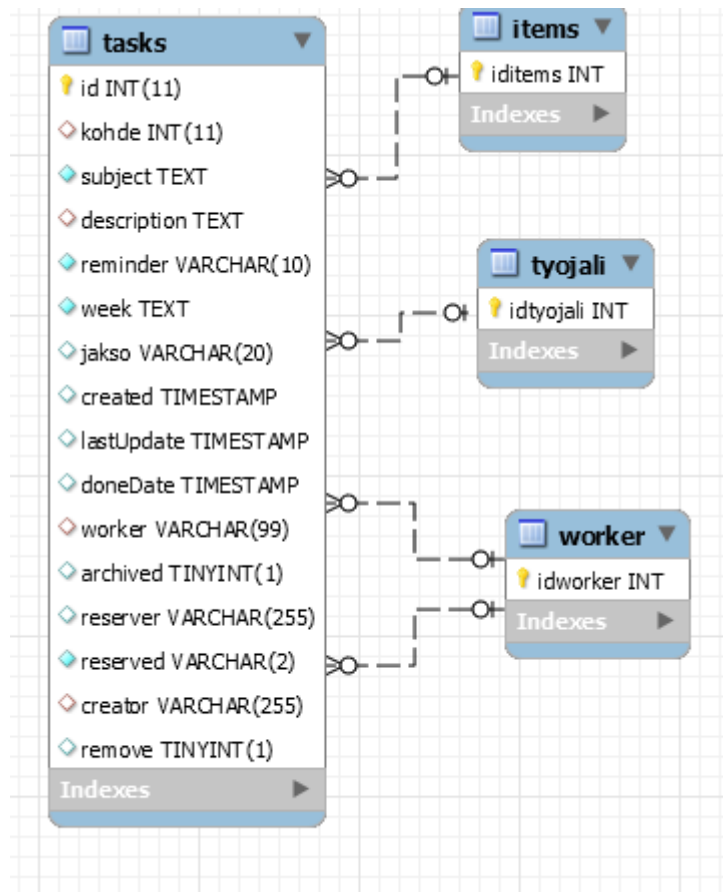 tasks
id INT(11)
kohde INT(11)
subject TEXT
description TEXT
reminder VARCHAR(10)
week TEXT
jakso VARCHAR(20)
created TIMESTAMP
lastUpdate TIMESTAMP
doneDate TIMESTAMP
worker VARCHAR(99)
archived TINYINT(1)
reserver VARCHAR(255)
reserved VARCHAR(2)
creator VARCHAR(255)
remove TINYINT(1)
Indexes
items
iditems INT
Indexes
tyojali
idtyojali INT
Indexes
worker
idworker INT
Indexes